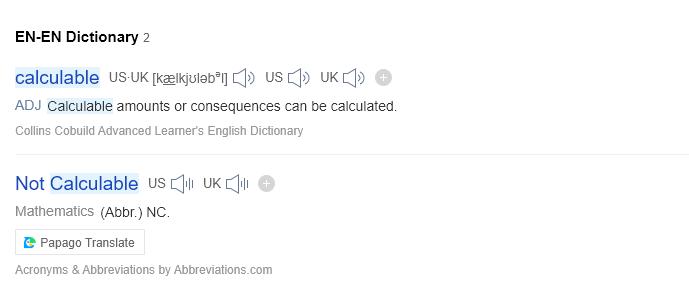 EN-EN Dictionary 2
calculable US·UK [kælkjʊləbᵊl] US UK
ADJ Calculable amounts or consequences can be calculated.
Collins Cobuild Advanced Learner's English Dictionary
Not Calculable US UK
Mathematics (Abbr.) NC.
Papago Translate
Acronyms & Abbreviations by Abbreviations.com